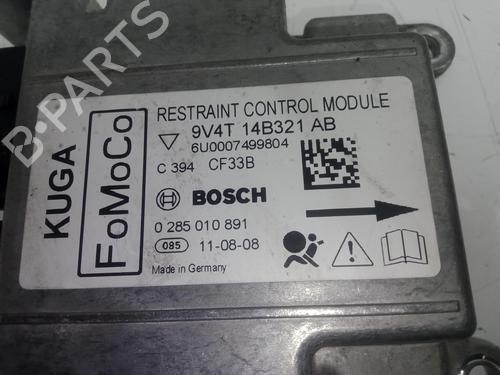 KUGA
FoMoCo
RESTRAINT CONTROL MODULE
9V4T 14B321 AB
6U0007499804
C 394 CF33B
BOSCH
0 285 010 891
085 11-08-08
Made in Germany
B-PARTS